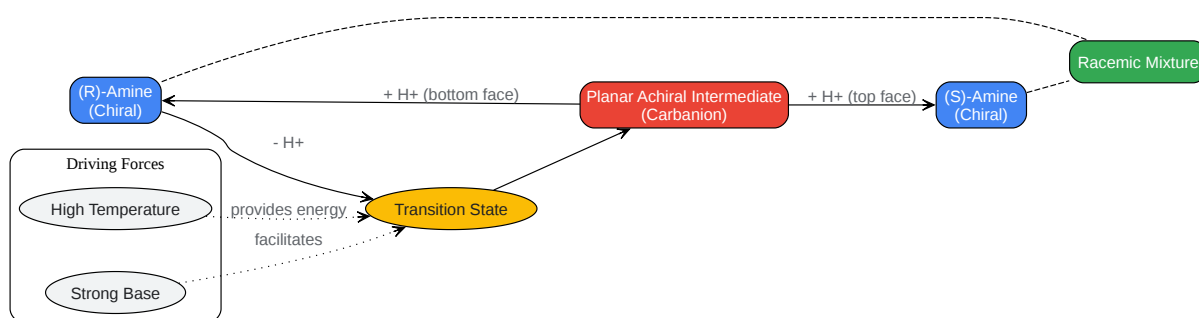 Racemic Mixture
(R)-Amine
(Chiral)
+ H+ (bottom face)
Planar Achiral Intermediate
(Carbanion)
+ H+ (top face)
(S)-Amine
(Chiral)
- H+
Driving Forces
High Temperature
provides energy
Transition State
facilitates
Strong Base